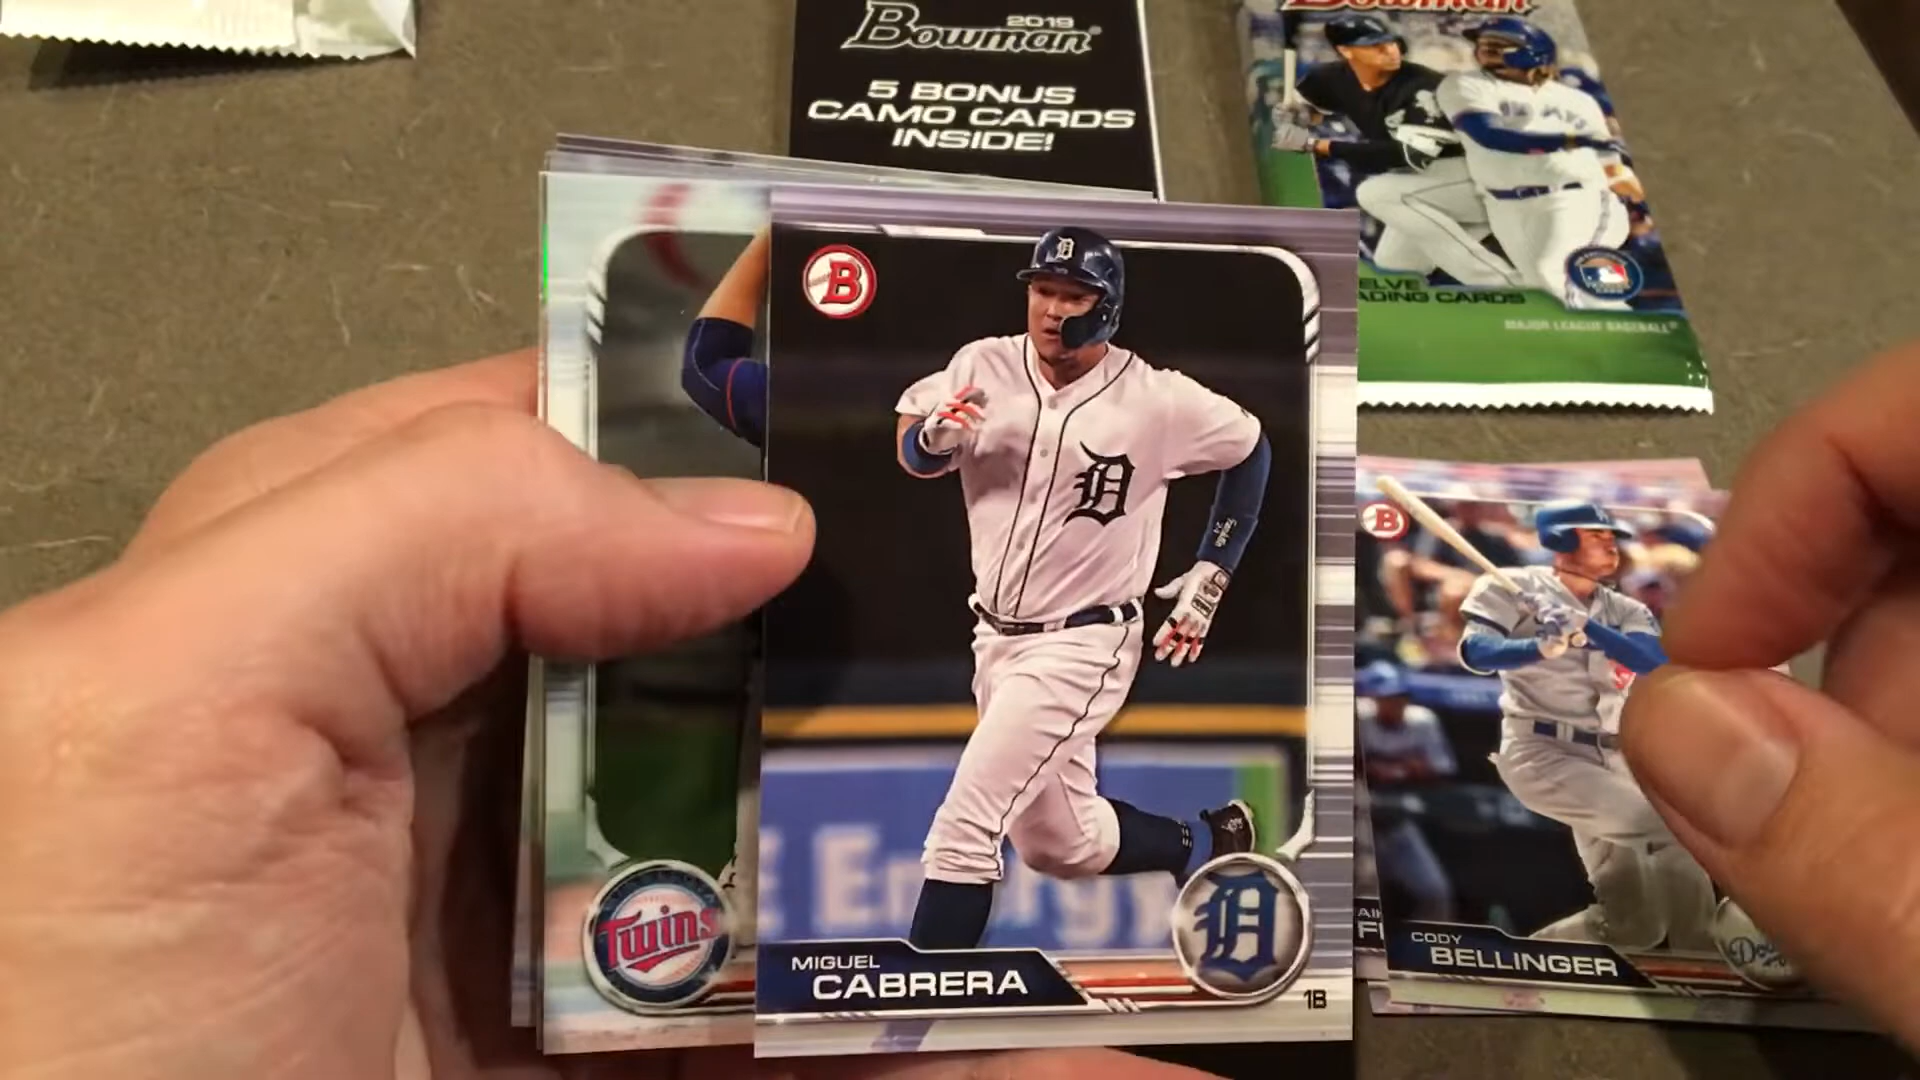 2019
Bowman
5 BONUS
CAMO CARDS
INSIDE!
Bowman
ADING CARDS
MAJOR LEAGUE BASEBALL
B
D
D
E Energy
Twins
MIGUEL
CABRERA
D
1B
B
CODY
BELLINGER